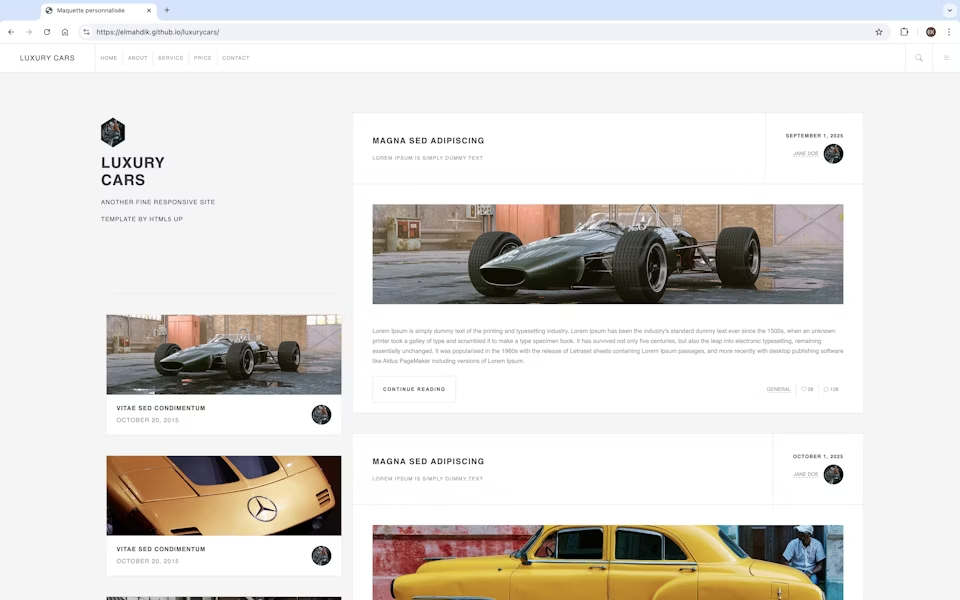 Maquette personnalisée
https://elmahdik.github.io/luxurycars/
EK
LUXURY CARS
HOME
ABOUT
SERVICE
PRICE
CONTACT
LUXURY
CARS
ANOTHER FINE RESPONSIVE SITE
TEMPLATE BY HTML5 UP
VITAE SED CONDIMENTUM
OCTOBER 20, 2015
VITAE SED CONDIMENTUM
OCTOBER 20, 2015
MAGNA SED ADIPISCING
LOREM IPSUM IS SIMPLY DUMMY TEXT
SEPTEMBER 1, 2025
JANE DOE
Lorem Ipsum is simply dummy text of the printing and typesetting industry. Lorem Ipsum has been the industry's standard dummy text ever since the 1500s, when an unknown
printer took a galley of type and scrambled it to make a type specimen book. It has survived not only five centuries, but also the leap into electronic typesetting, remaining
essentially unchanged. It was popularised in the 1960s with the release of Letraset sheets containing Lorem Ipsum passages, and more recently with desktop publishing software
like Aldus PageMaker including versions of Lorem Ipsum.
CONTINUE READING
GENERAL
28
128
MAGNA SED ADIPISCING
LOREM IPSUM IS SIMPLY DUMMY TEXT
OCTOBER 1, 2025
JANE DOE